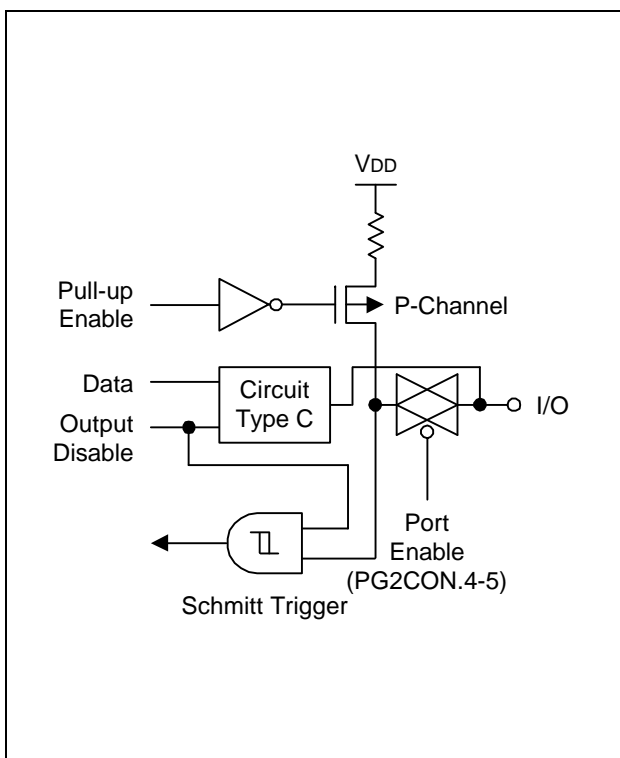 VDD
Pull-up
Enable
P-Channel
Data
Circuit
Type C
I/O
Output
Disable
Port
Enable
(PG2CON.4-5)
Schmitt Trigger